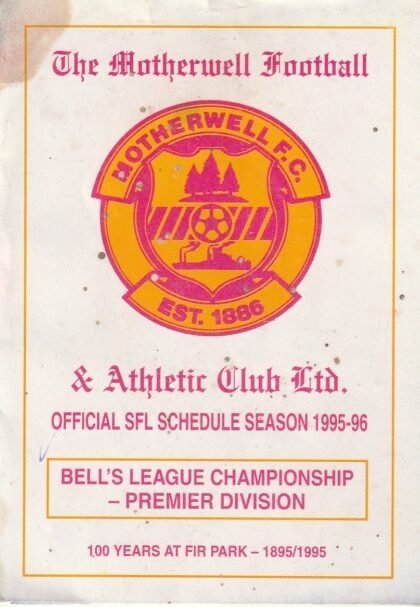 The Motherwell Football
MOTHERWELL F.C.
EST. 1886
& Athletic Club Ltd.
OFFICIAL SFL SCHEDULE SEASON 1995-96
BELL'S LEAGUE CHAMPIONSHIP
– PREMIER DIVISION
100 YEARS AT FIR PARK – 1895/1995